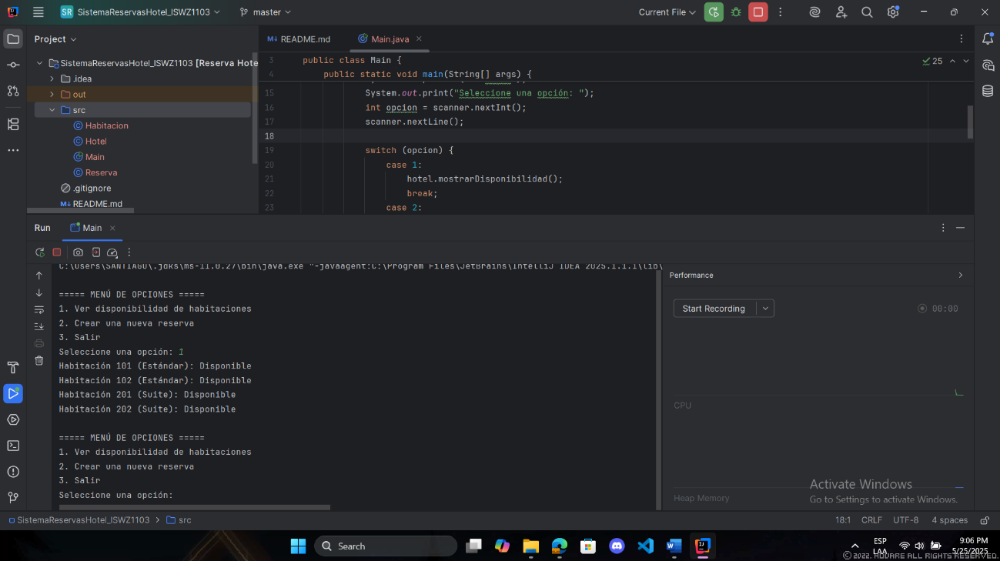 SR SistemaReservasHotel_ISWZ1103 master Current File
Project
README.md Main.java
SistemaReservasHotel_ISWZ1103 [Reserva Hote
.idea
out
src
Habitacion
Hotel
Main
Reserva
.gitignore
README.md
3 public class Main {
4 public static void main(String[] args) {
25
15 System.out.print("Seleccione una opción: ");
16 int opcion = scanner.nextInt();
17 scanner.nextLine();
18
19 switch (opcion) {
20 case 1:
21 hotel.mostrarDisponibilidad();
22 break;
23 case 2:
Run Main
C:\Users\SANTIAGO\.jdks\ms-11.0.27\bin\java.exe "-javaagent:C:\Program Files\JetBrains\IntelliJ IDEA 2025.1.1.1\lib\
===== MENÚ DE OPCIONES =====
1. Ver disponibilidad de habitaciones
2. Crear una nueva reserva
3. Salir
Seleccione una opción: 1
Habitación 101 (Estándar): Disponible
Habitación 102 (Estándar): Disponible
Habitación 201 (Suite): Disponible
Habitación 202 (Suite): Disponible
===== MENÚ DE OPCIONES =====
1. Ver disponibilidad de habitaciones
2. Crear una nueva reserva
3. Salir
Seleccione una opción:
Performance
Start Recording 00:00
CPU
Heap Memory
Activate Windows
Go to Settings to activate Windows.
SistemaReservasHotel_ISWZ1103 > src 18:1 CRLF UTF-8 4 spaces
Search
ESP
LAA
9:06 PM
5/25/2025
© 2022. ALL RIGHTS RESERVED.